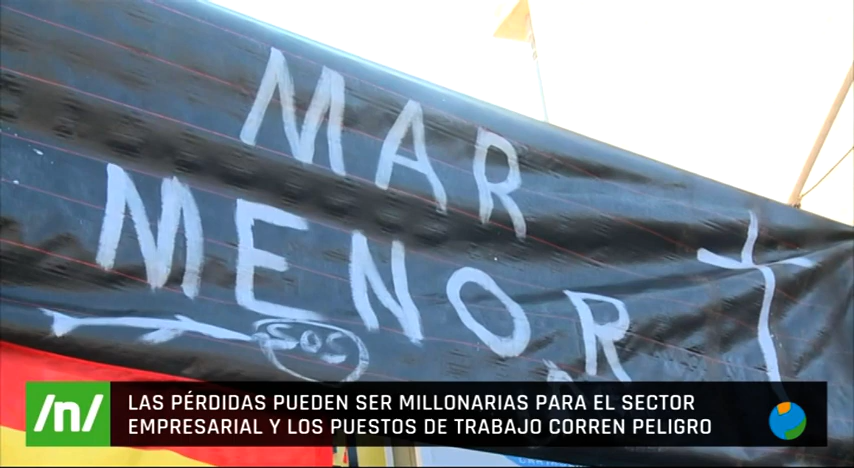 MAR
MENOR
SOS
/n/
LAS PÉRDIDAS PUEDEN SER MILLONARIAS PARA EL SECTOR
EMPRESARIAL Y LOS PUESTOS DE TRABAJO CORREN PELIGRO